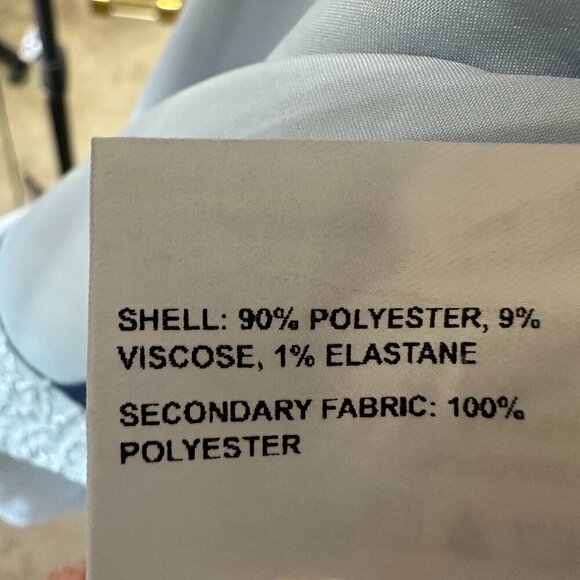 SHELL: 90% POLYESTER, 9%
VISCOSE, 1% ELASTANE
SECONDARY FABRIC: 100%
POLYESTER